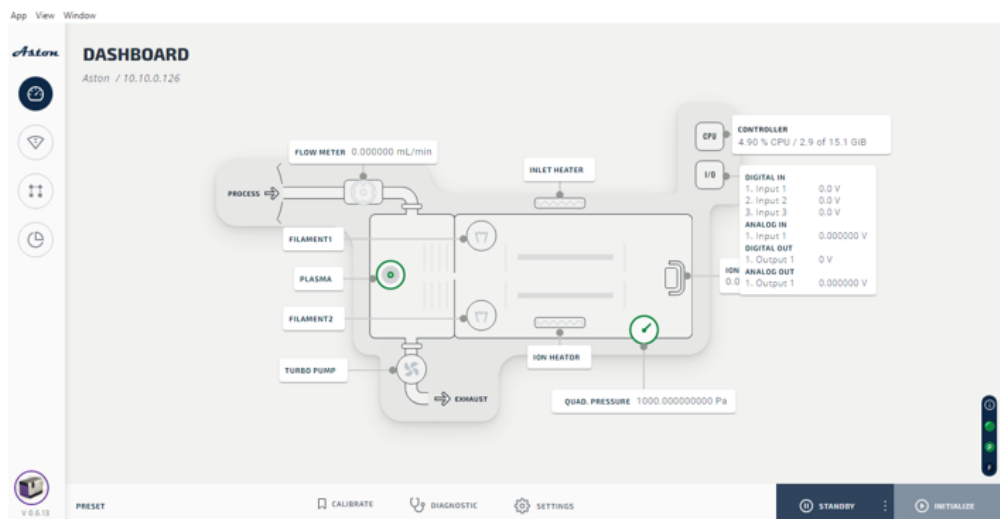 App View Window
Aston
DASHBOARD
Aston / 10.10.0.126
CPU
CONTROLLER
4.90 % CPU / 2.9 of 15.1 GiB
FLOW METER 0.000000 mL/min
INLET HEATER
I/O
DIGITAL IN
1. Input 1 0.0 V
2. Input 2 0.0 V
3. Input 3 0.0 V
ANALOG IN
1. Input 1 0.000000 V
DIGITAL OUT
1. Output 1 0 V
ANALOG OUT
1. Output 1 0.000000 V
PROCESS
FILAMENT1
PLASMA
ION
0.0
FILAMENT2
ION HEATOR
TURBO PUMP
EXHAUST
QUAD. PRESSURE 1000.000000000 Pa
V 0.6.13
PRESET
CALIBRATE
DIAGNOSTIC
SETTINGS
STANDBY
INITIALIZE